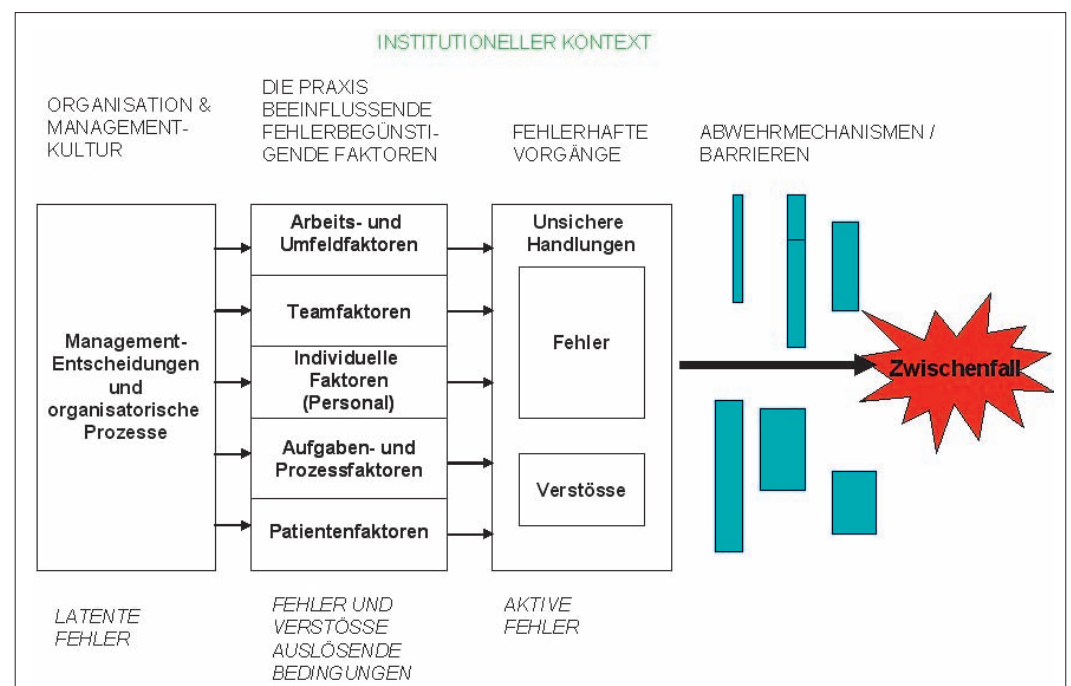 INSTITUTIONELLER KONTEXT
ORGANISATION &
MANAGEMENT-
KULTUR
DIE PRAXIS
BEEINFLUSSENDE
FEHLERBEGÜNSTI-
GENDE FAKTOREN
FEHLERHAFTE
VORGÄNGE
ABWEHRMECHANISMEN /
BARRIEREN
Management-
Entscheidungen
und
organisatorische
Prozesse
Arbeits- und
Umfeldfaktoren
Teamfaktoren
Individuelle
Faktoren
(Personal)
Aufgaben- und
Prozessfaktoren
Patientenfaktoren
Unsichere
Handlungen
Fehler
Verstösse
Zwischenfall
LATENTE
FEHLER
FEHLER UND
VERSTÖSSE
AUSLÖSENDE
BEDINGUNGEN
AKTIVE
FEHLER